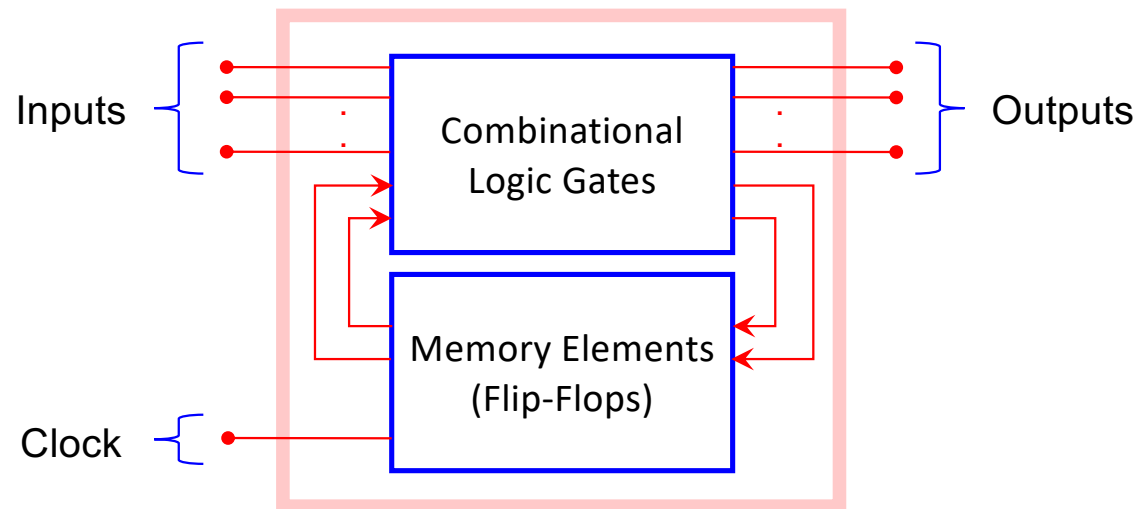 Inputs
Combinational
Logic Gates
Outputs
Memory Elements
(Flip-Flops)
Clock